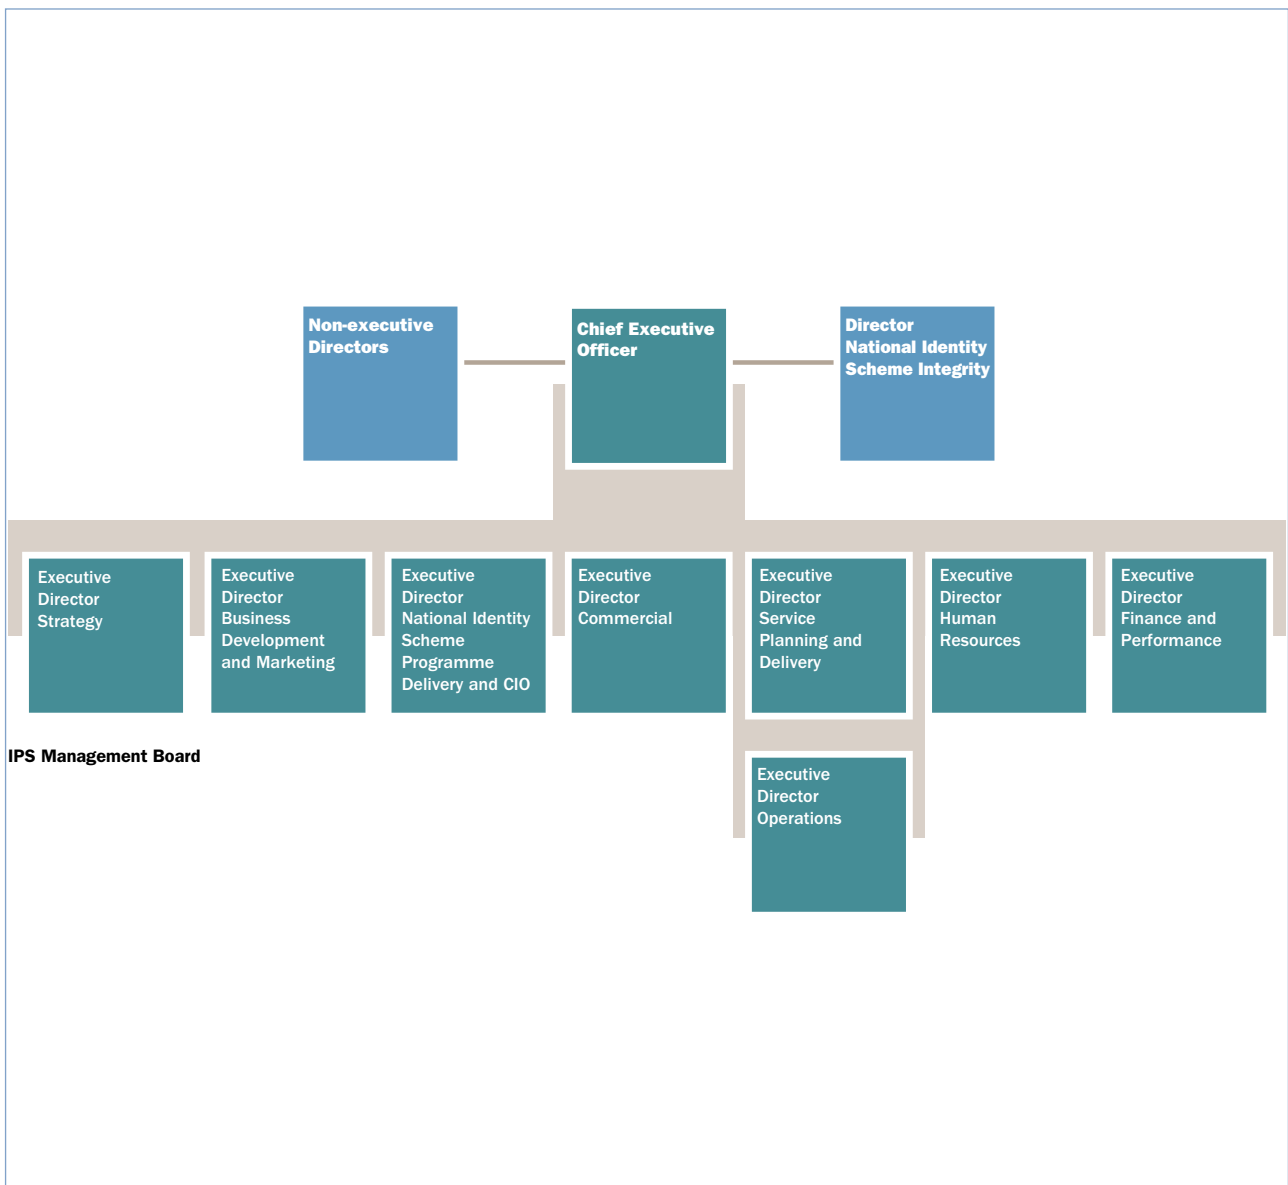 Non-executive
Directors
Chief Executive
Officer
Director
National Identity
Scheme Integrity
Executive
Director
Strategy
Executive
Director
Business
Development
and Marketing
Executive
Director
National Identity
Scheme
Programme
Delivery and CIO
Executive
Director
Commercial
Executive
Director
Service
Planning and
Delivery
Executive
Director
Human
Resources
Executive
Director
Finance and
Performance
IPS Management Board
Executive
Director
Operations